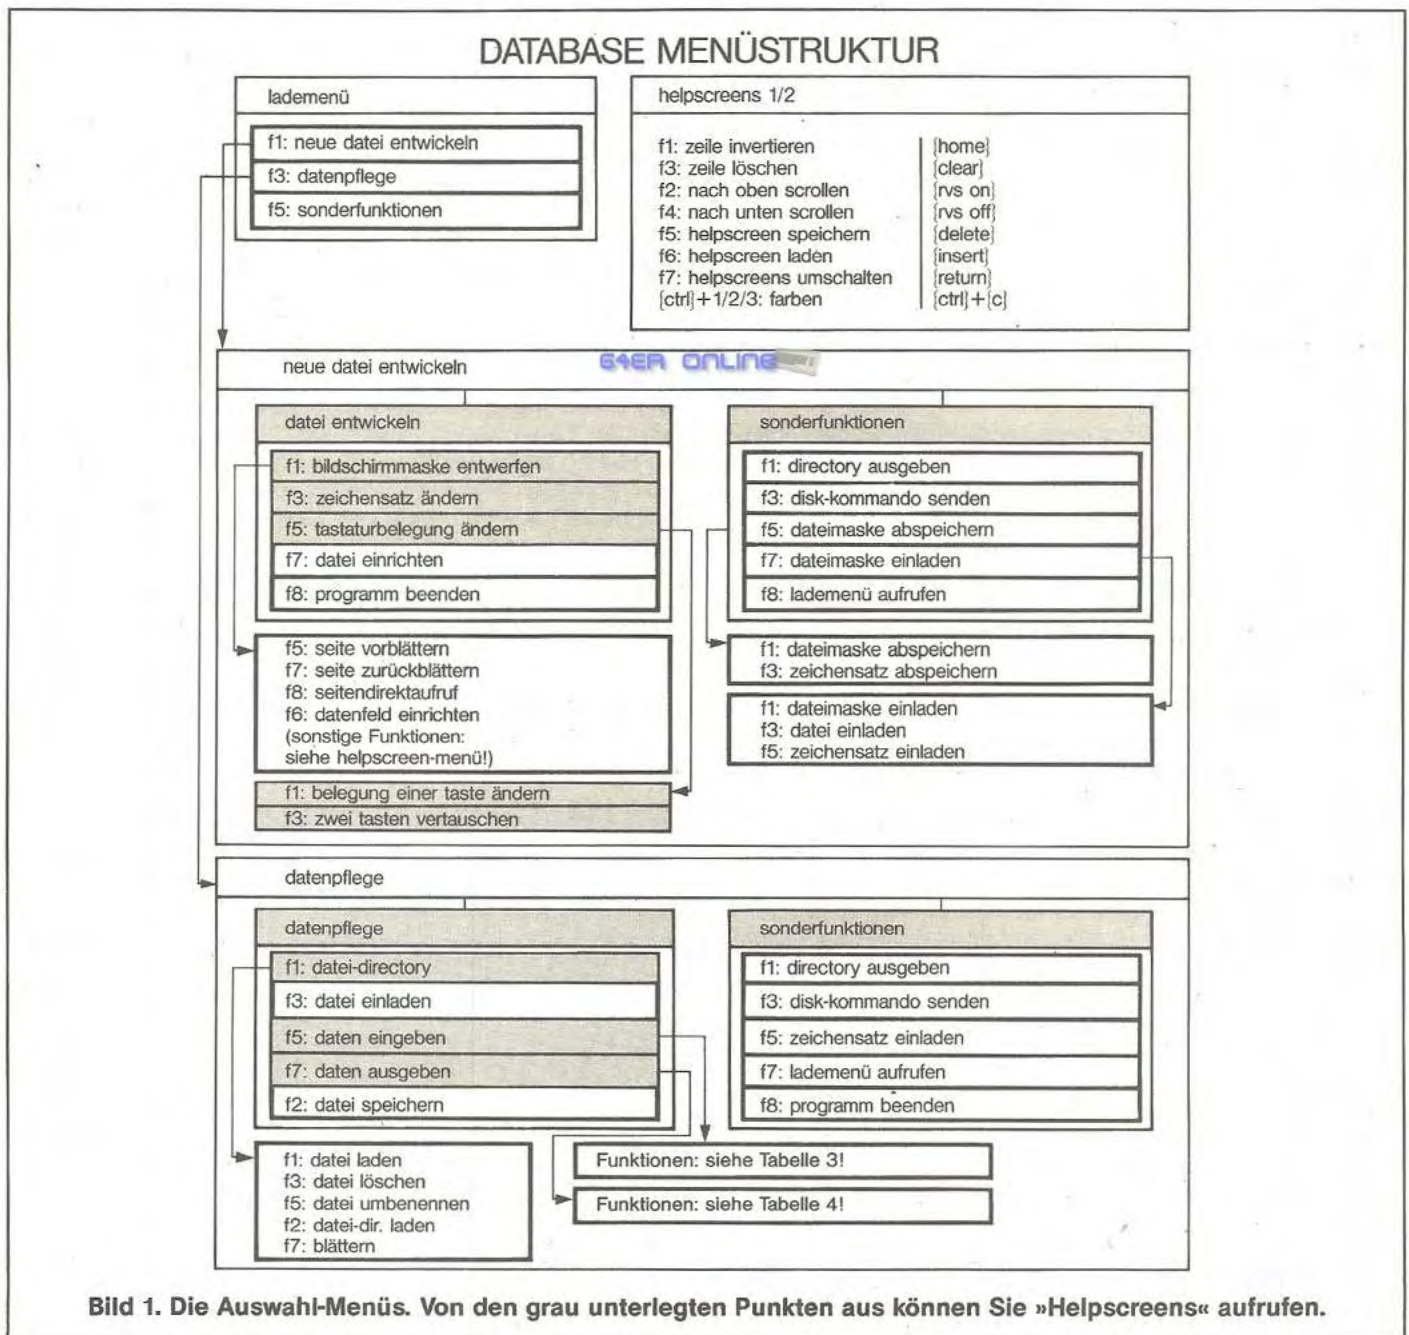 DATABASE MENÜSTRUKTUR
lademenü
f1: neue datei entwickeln
f3: datenpflege
f5: sonderfunktionen
helpscreens 1/2
f1: zeile invertieren
f3: zeile löschen
f2: nach oben scrollen
f4: nach unten scrollen
f5: helpscreen speichern
f6: helpscreen laden
f7: helpscreens umschalten
{ctrl}+1/2/3: farben
{home}
{clear}
{rvs on}
{rvs off}
{delete}
{insert}
{return}
{ctrl}+{c}
neue datei entwickeln
64ER ONLINE
datei entwickeln
f1: bildschirmmaske entwerfen
f3: zeichensatz ändern
f5: tastaturbelegung ändern
f7: datei einrichten
f8: programm beenden
f5: seite vorblättern
f7: seite zurückblättern
f8: seitendirektaufruf
f6: datenfeld einrichten
(sonstige Funktionen:
siehe helpscreen-menü!)
f1: belegung einer taste ändern
f3: zwei tasten vertauschen
sonderfunktionen
f1: directory ausgeben
f3: disk-kommando senden
f5: dateimaske abspeichern
f7: dateimaske einladen
f8: lademenü aufrufen
f1: dateimaske abspeichern
f3: zeichensatz abspeichern
f1: dateimaske einladen
f3: datei einladen
f5: zeichensatz einladen
datenpflege
datenpflege
f1: datei-directory
f3: datei einladen
f5: daten eingeben
f7: daten ausgeben
f2: datei speichern
f1: datei laden
f3: datei löschen
f5: datei umbenennen
f2: datei-dir. laden
f7: blättern
sonderfunktionen
f1: directory ausgeben
f3: disk-kommando senden
f5: zeichensatz einladen
f7: lademenü aufrufen
f8: programm beenden
Funktionen: siehe Tabelle 3!
Funktionen: siehe Tabelle 4!
Bild 1. Die Auswahl-Menüs. Von den grau unterlegten Punkten aus können Sie »Helpscreens« aufrufen.